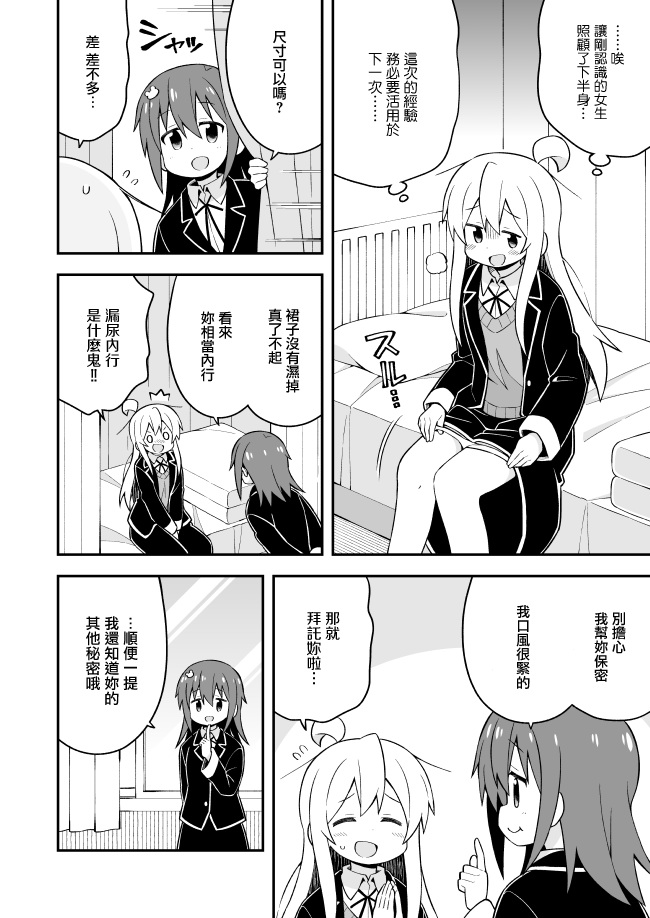 ……唉
讓剛認識的女生
照顧了下半身…
這次的經驗
務必要活用於
下一次……
スル…
尺寸可以嗎?
シャッ
差 差不多…
裙子沒有濕掉
真了不起
看來
妳相當內行
漏尿內行
是什麼鬼!!
別擔心
我幫妳保密
我口風很緊的
那就
拜託妳啦…
…順便一提
我還知道妳的
其他秘密哦